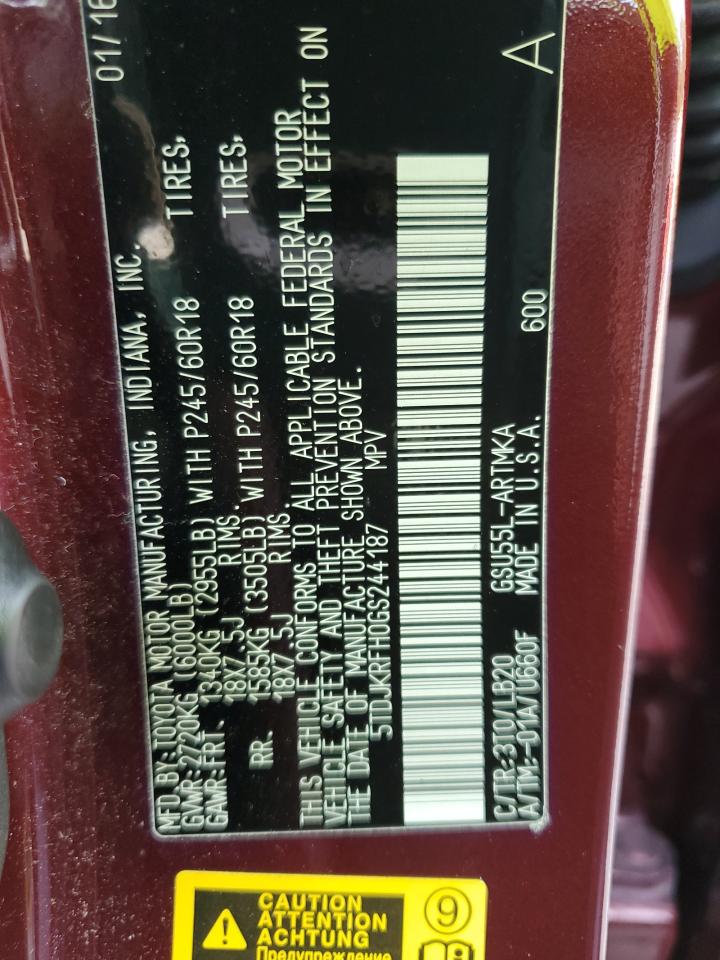 MFD.BY:TOYOTA MOTOR MANUFACTURING, INDIANA, INC. 01/16
GVWR:2720KG (6000LB)
GAWR:FRT. 1340KG (2955LB) WITH P245/60R18 TIRES,
18X7.5J RIMS.
RR. 1585KG (3505LB) WITH P245/60R18 TIRES,
18X7.5J RIMS.
THIS VEHICLE CONFORMS TO ALL APPLICABLE FEDERAL MOTOR
VEHICLE SAFETY AND THEFT PREVENTION STANDARDS IN EFFECT ON
THE DATE OF MANUFACTURE SHOWN ABOVE.
5TDJKRFH0GS244187 MPV
C/TR:3T0/LB20 GSU55L-ARTMKA
A/TM:-01A/U660F MADE IN U.S.A. 600 A
CAUTION
ATTENTION
ACHTUNG
Предупреждение
9